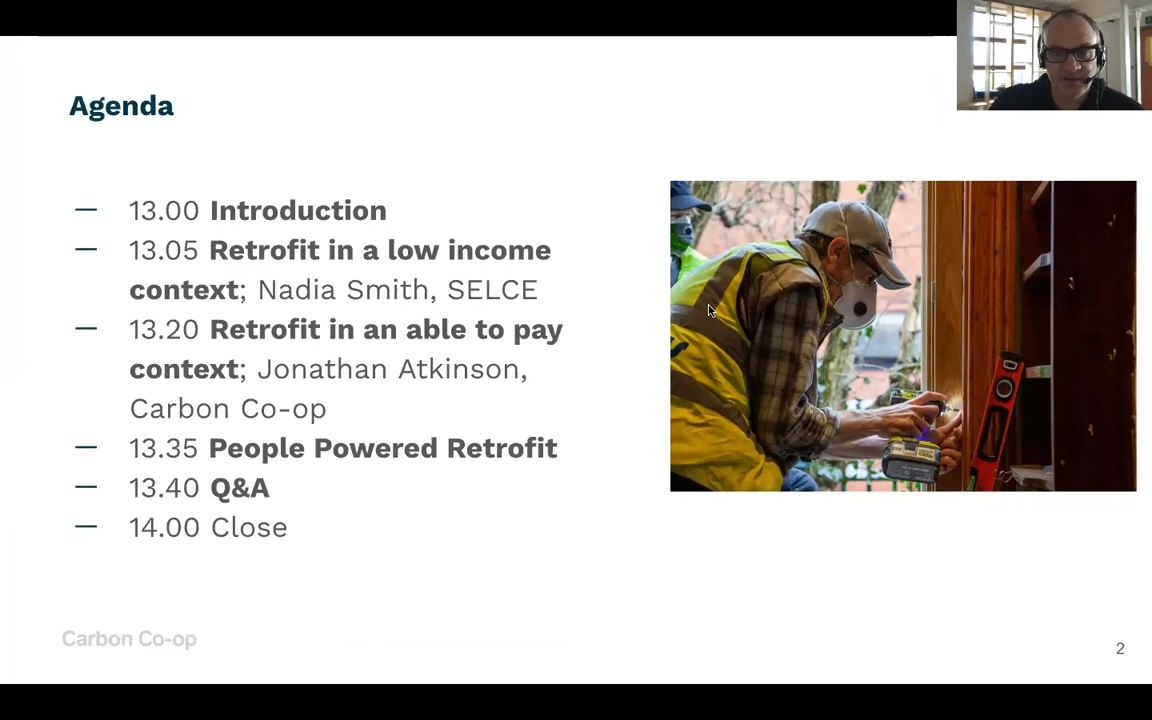 Agenda
— 13.00 Introduction
— 13.05 Retrofit in a low income
context; Nadia Smith, SELCE
— 13.20 Retrofit in an able to pay
context; Jonathan Atkinson,
Carbon Co-op
— 13.35 People Powered Retrofit
— 13.40 Q&A
— 14.00 Close
Carbon Co-op
2